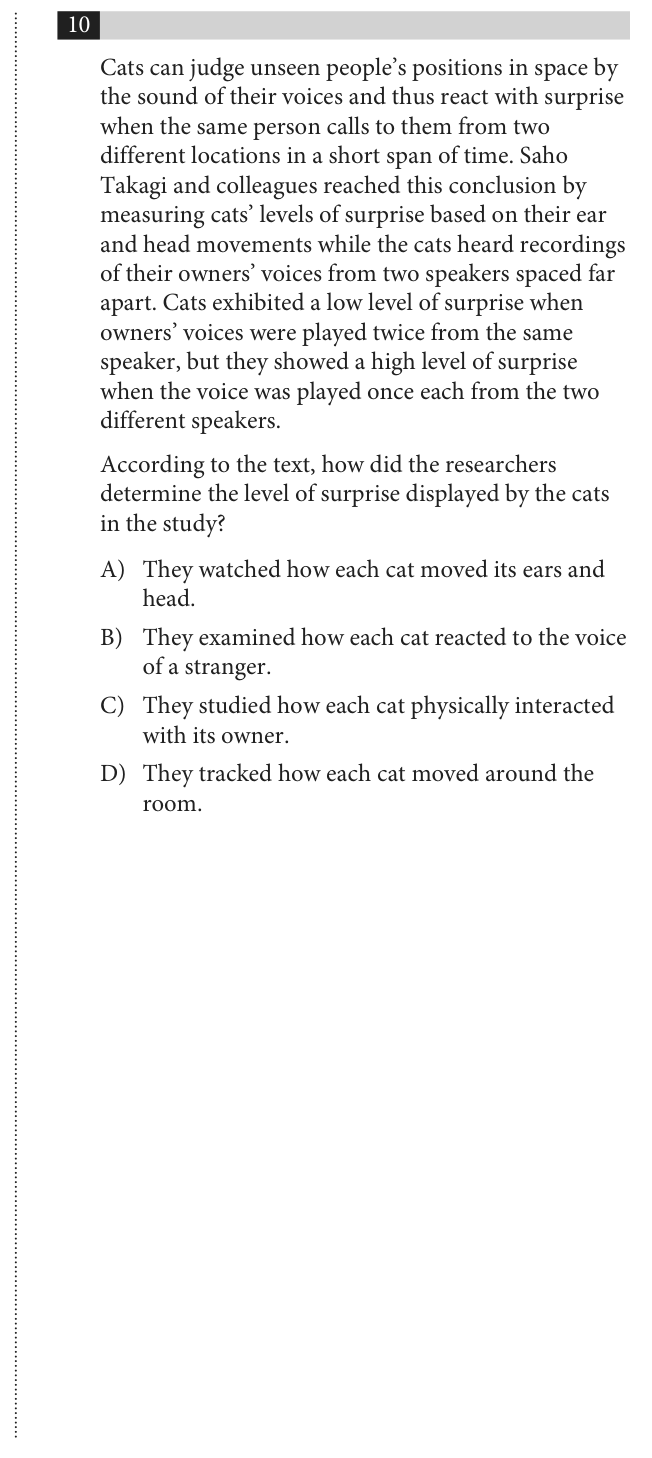 10
Cats can judge unseen people’s positions in space by
the sound of their voices and thus react with surprise
when the same person calls to them from two
different locations in a short span of time. Saho
Takagi and colleagues reached this conclusion by
measuring cats’ levels of surprise based on their ear
and head movements while the cats heard recordings
of their owners’ voices from two speakers spaced far
apart. Cats exhibited a low level of surprise when
owners’ voices were played twice from the same
speaker, but they showed a high level of surprise
when the voice was played once each from the two
different speakers.
According to the text, how did the researchers
determine the level of surprise displayed by the cats
in the study?
A) They watched how each cat moved its ears and
head.
B) They examined how each cat reacted to the voice
of a stranger.
C) They studied how each cat physically interacted
with its owner.
D) They tracked how each cat moved around the
room.